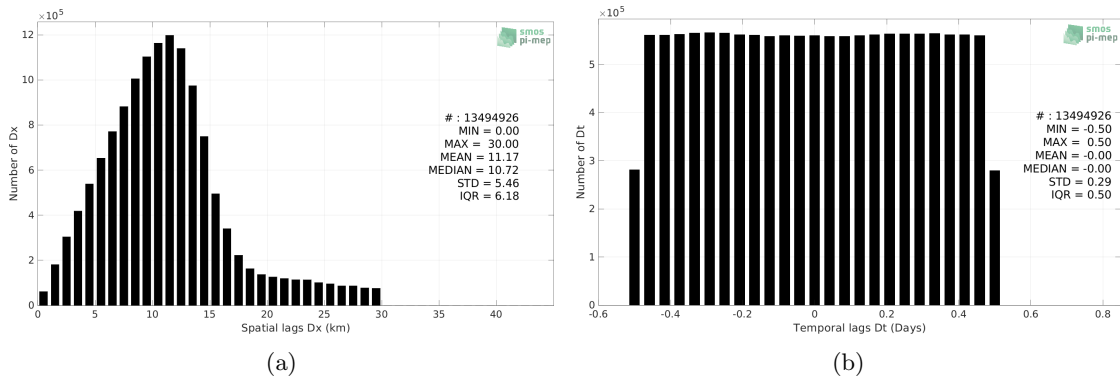 ×10⁵
12
10
8
6
4
2
0
0 5 10 15 20 25 30 35 40
Number of Dx
Spatial lags Dx (km)
smos
pi-mep
# : 13494926
MIN = 0.00
MAX = 30.00
MEAN = 11.17
MEDIAN = 10.72
STD = 5.46
IQR = 6.18
(a)
×10⁵
5
4
3
2
1
0
-0.6 -0.4 -0.2 0 0.2 0.4 0.6 0.8
Number of Dt
Temporal lags Dt (Days)
smos
pi-mep
# : 13494926
MIN = -0.50
MAX = 0.50
MEAN = -0.00
MEDIAN = -0.00
STD = 0.29
IQR = 0.50
(b)